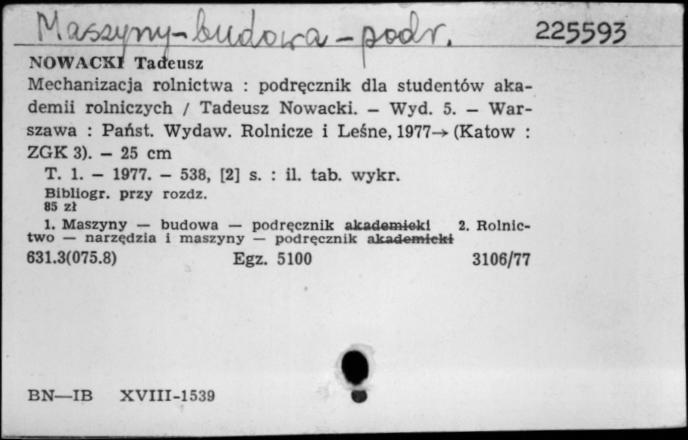 Maszyny-budowa-podr. 225593
NOWACKI Tadeusz
Mechanizacja rolnictwa : podręcznik dla studentów aka-
demii rolniczych / Tadeusz Nowacki. — Wyd. 5. — War-
szawa : Państ. Wydaw. Rolnicze i Leśne, 1977→ (Katow :
ZGK 3). — 25 cm
T. 1. — 1977. — 538, [2] s. : il. tab. wykr.
Bibliogr. przy rozdz.
85 zł
1. Maszyny — budowa — podręcznik akademicki 2. Rolnic-
two — narzędzia i maszyny — podręcznik akademicki
631.3(075.8) Egz. 5100 3106/77
BN—IB XVIII-1539